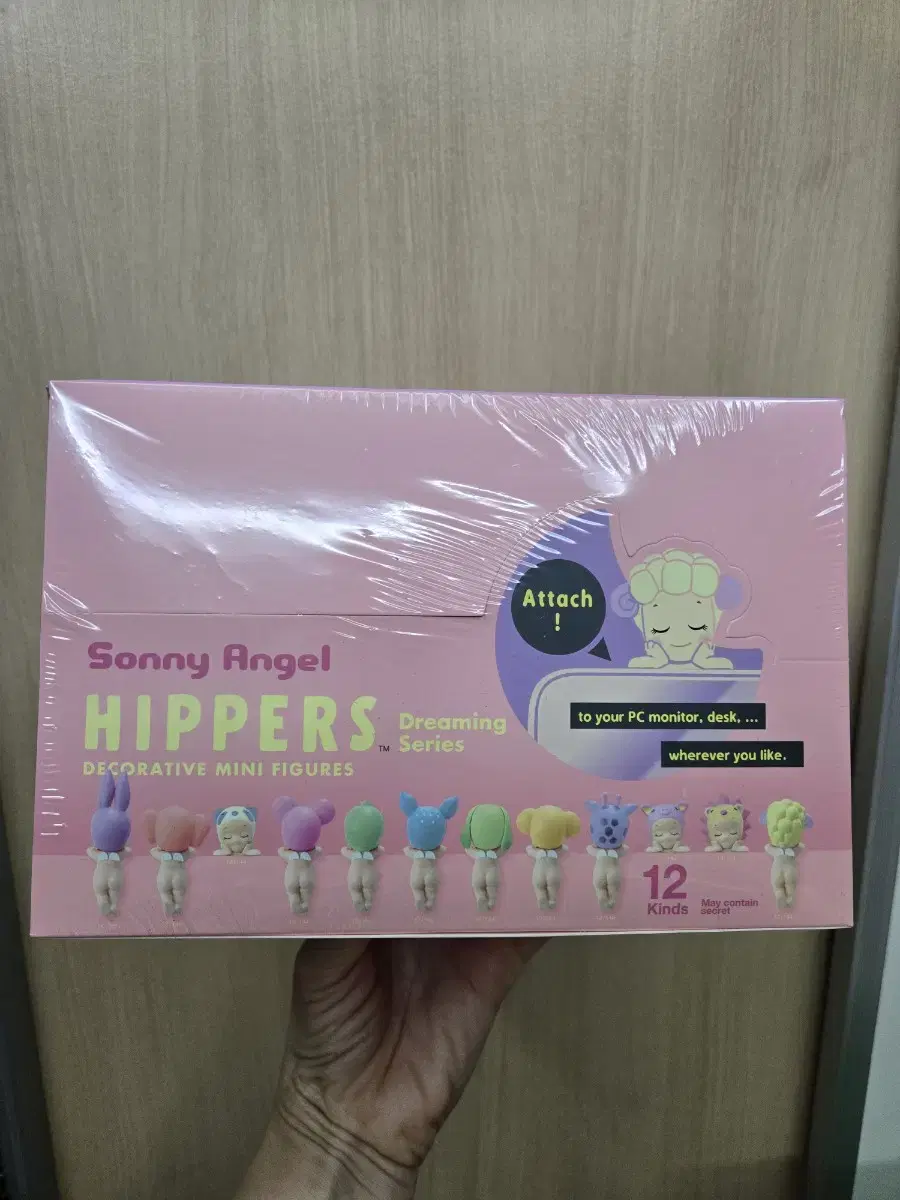 Attach
!
Sonny Angel
HIPPERS™
Dreaming
Series
DECORATIVE MINI FIGURES
to your PC monitor, desk, ...
wherever you like.
12
Kinds
May contain
secret